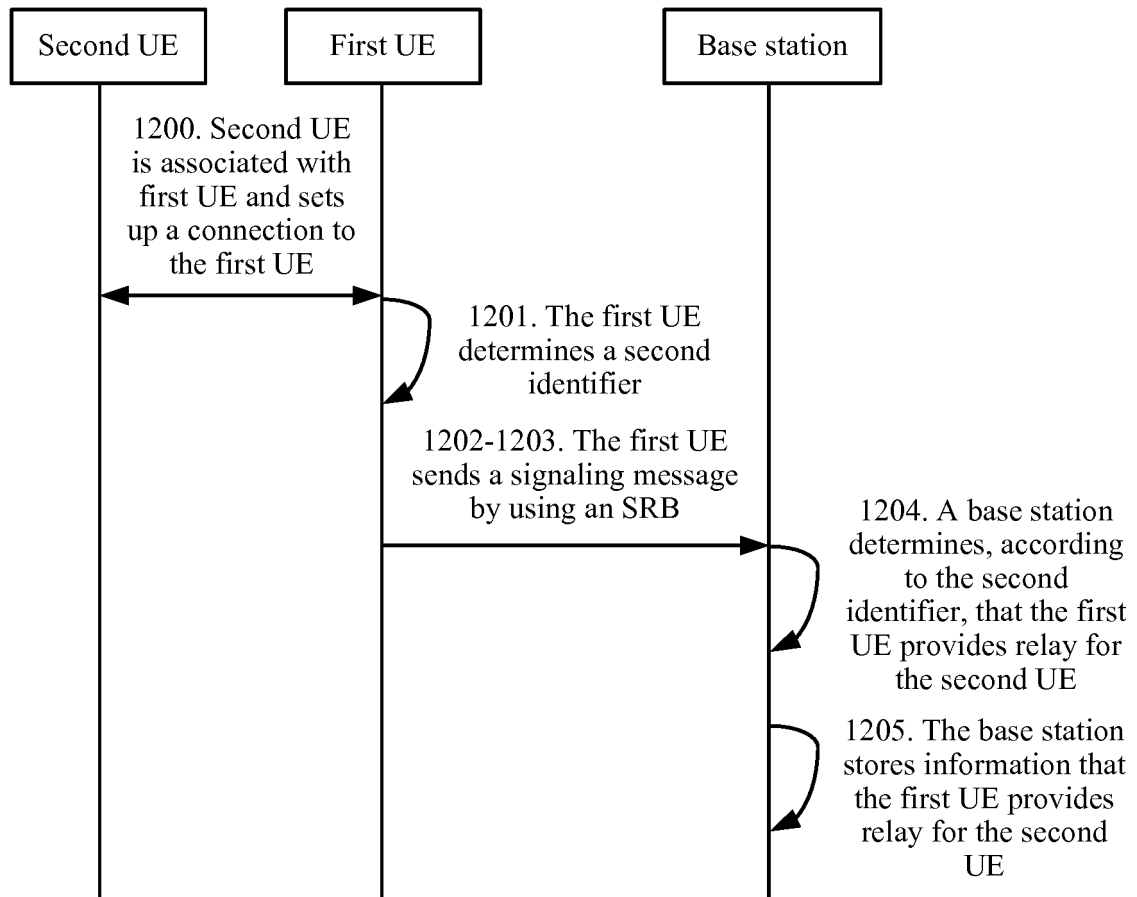 Second UE
First UE
Base station
1200. Second UE
is associated with
first UE and sets
up a connection to
the first UE
1201. The first UE
determines a second
identifier
1202-1203. The first UE
sends a signaling message
by using an SRB
1204. A base station
determines, according
to the second
identifier, that the first
UE provides relay for
the second UE
1205. The base station
stores information that
the first UE provides
relay for the second
UE